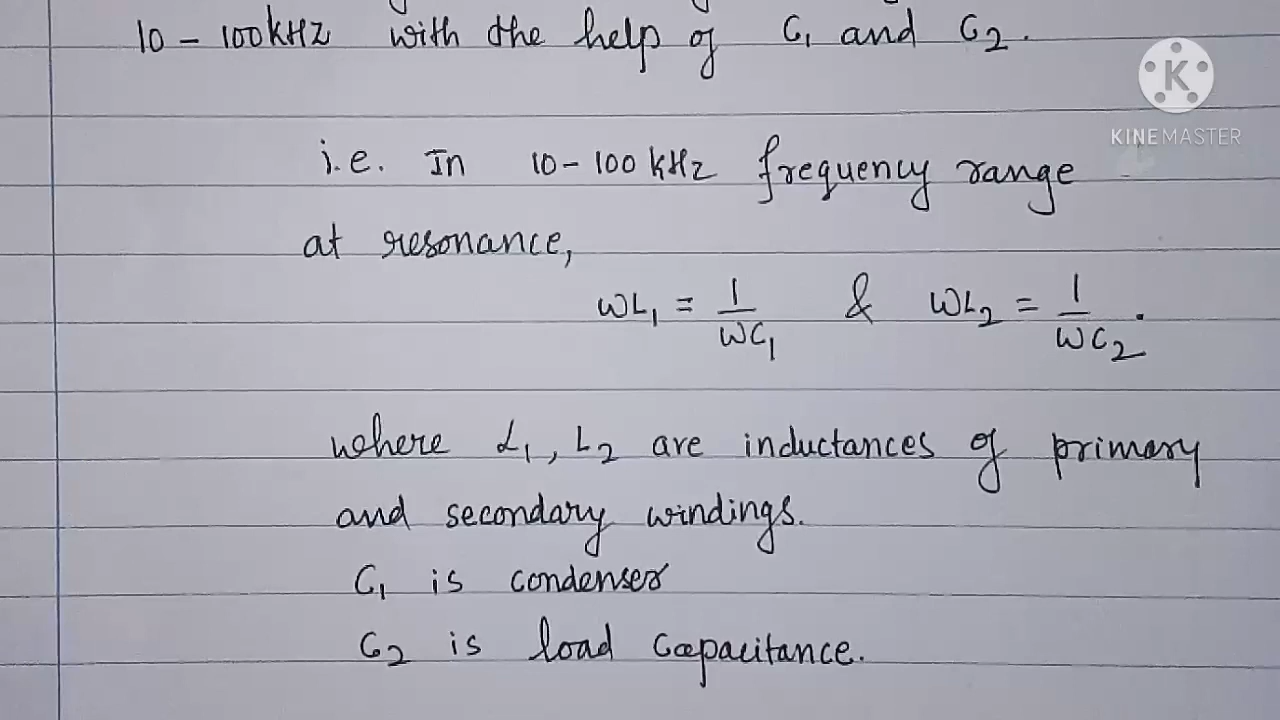 10 - 100kHz with the help of C₁ and C₂.
KINEMASTER
i.e. In 10-100 kHz frequency range
at resonance,
ωL₁ = 1/ωC₁ & ωL₂ = 1/ωC₂.
where L₁, L₂ are inductances of primary
and secondary windings.
C₁ is condenser
C₂ is load capacitance.